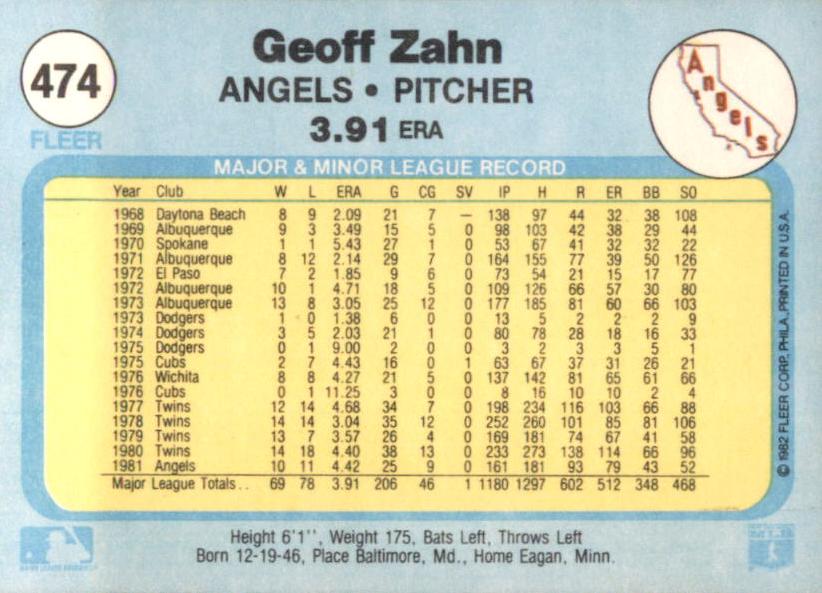 474
FLEER
Geoff Zahn
ANGELS • PITCHER
3.91 ERA
Angels
MAJOR & MINOR LEAGUE RECORD
Year Club W L ERA G CG SV IP H R ER BB SO
1968 Daytona Beach 8 9 2.09 21 7 — 138 97 44 32 38 108
1969 Albuquerque 9 3 3.49 15 5 0 98 103 42 38 29 44
1970 Spokane 1 1 5.43 27 1 0 53 67 41 32 32 22
1971 Albuquerque 8 12 2.14 29 7 0 164 155 77 39 50 126
1972 El Paso 7 2 1.85 9 6 0 73 54 21 15 17 77
1972 Albuquerque 10 1 4.71 18 5 0 109 126 66 57 30 80
1973 Albuquerque 13 8 3.05 25 12 0 177 185 81 60 66 103
1973 Dodgers 1 0 1.38 6 0 0 13 5 2 2 2 9
1974 Dodgers 3 5 2.03 21 1 0 80 78 28 18 16 33
1975 Dodgers 0 1 9.00 2 0 0 3 2 3 3 5 1
1975 Cubs 2 7 4.43 16 0 1 63 67 37 31 26 21
1976 Wichita 8 8 4.27 21 5 0 137 142 81 65 61 66
1976 Cubs 0 1 11.25 3 0 0 8 16 10 10 2 4
1977 Twins 12 14 4.68 34 7 0 198 234 116 103 66 88
1978 Twins 14 14 3.04 35 12 0 252 260 101 85 81 106
1979 Twins 13 7 3.57 26 4 0 169 181 74 67 41 58
1980 Twins 14 18 4.40 38 13 0 233 273 138 114 66 96
1981 Angels 10 11 4.42 25 9 0 161 181 93 79 43 52
Major League Totals . . 69 78 3.91 206 46 1 1180 1297 602 512 348 468
© 1982 FLEER CORP. PHILA. PRINTED IN U.S.A.
Height 6'1'', Weight 175, Bats Left, Throws Left
Born 12-19-46, Place Baltimore, Md., Home Eagan, Minn.